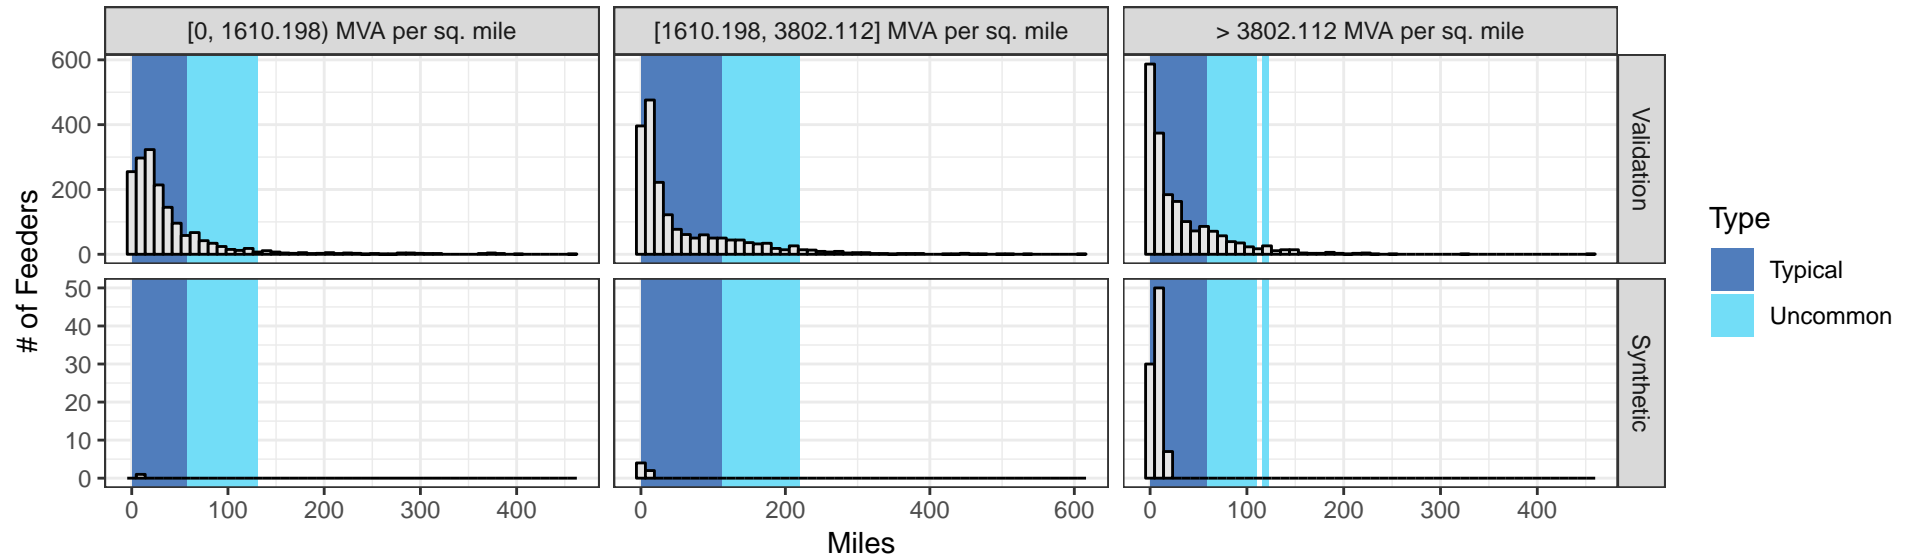 [0, 1610.198) MVA per sq. mile
[1610.198, 3802.112] MVA per sq. mile
> 3802.112 MVA per sq. mile
# of Feeders
600
400
200
0
Validation
50
40
30
20
10
0
Synthetic
0 100 200 300 400
0 200 400 600
0 100 200 300 400
Miles
Type
Typical
Uncommon